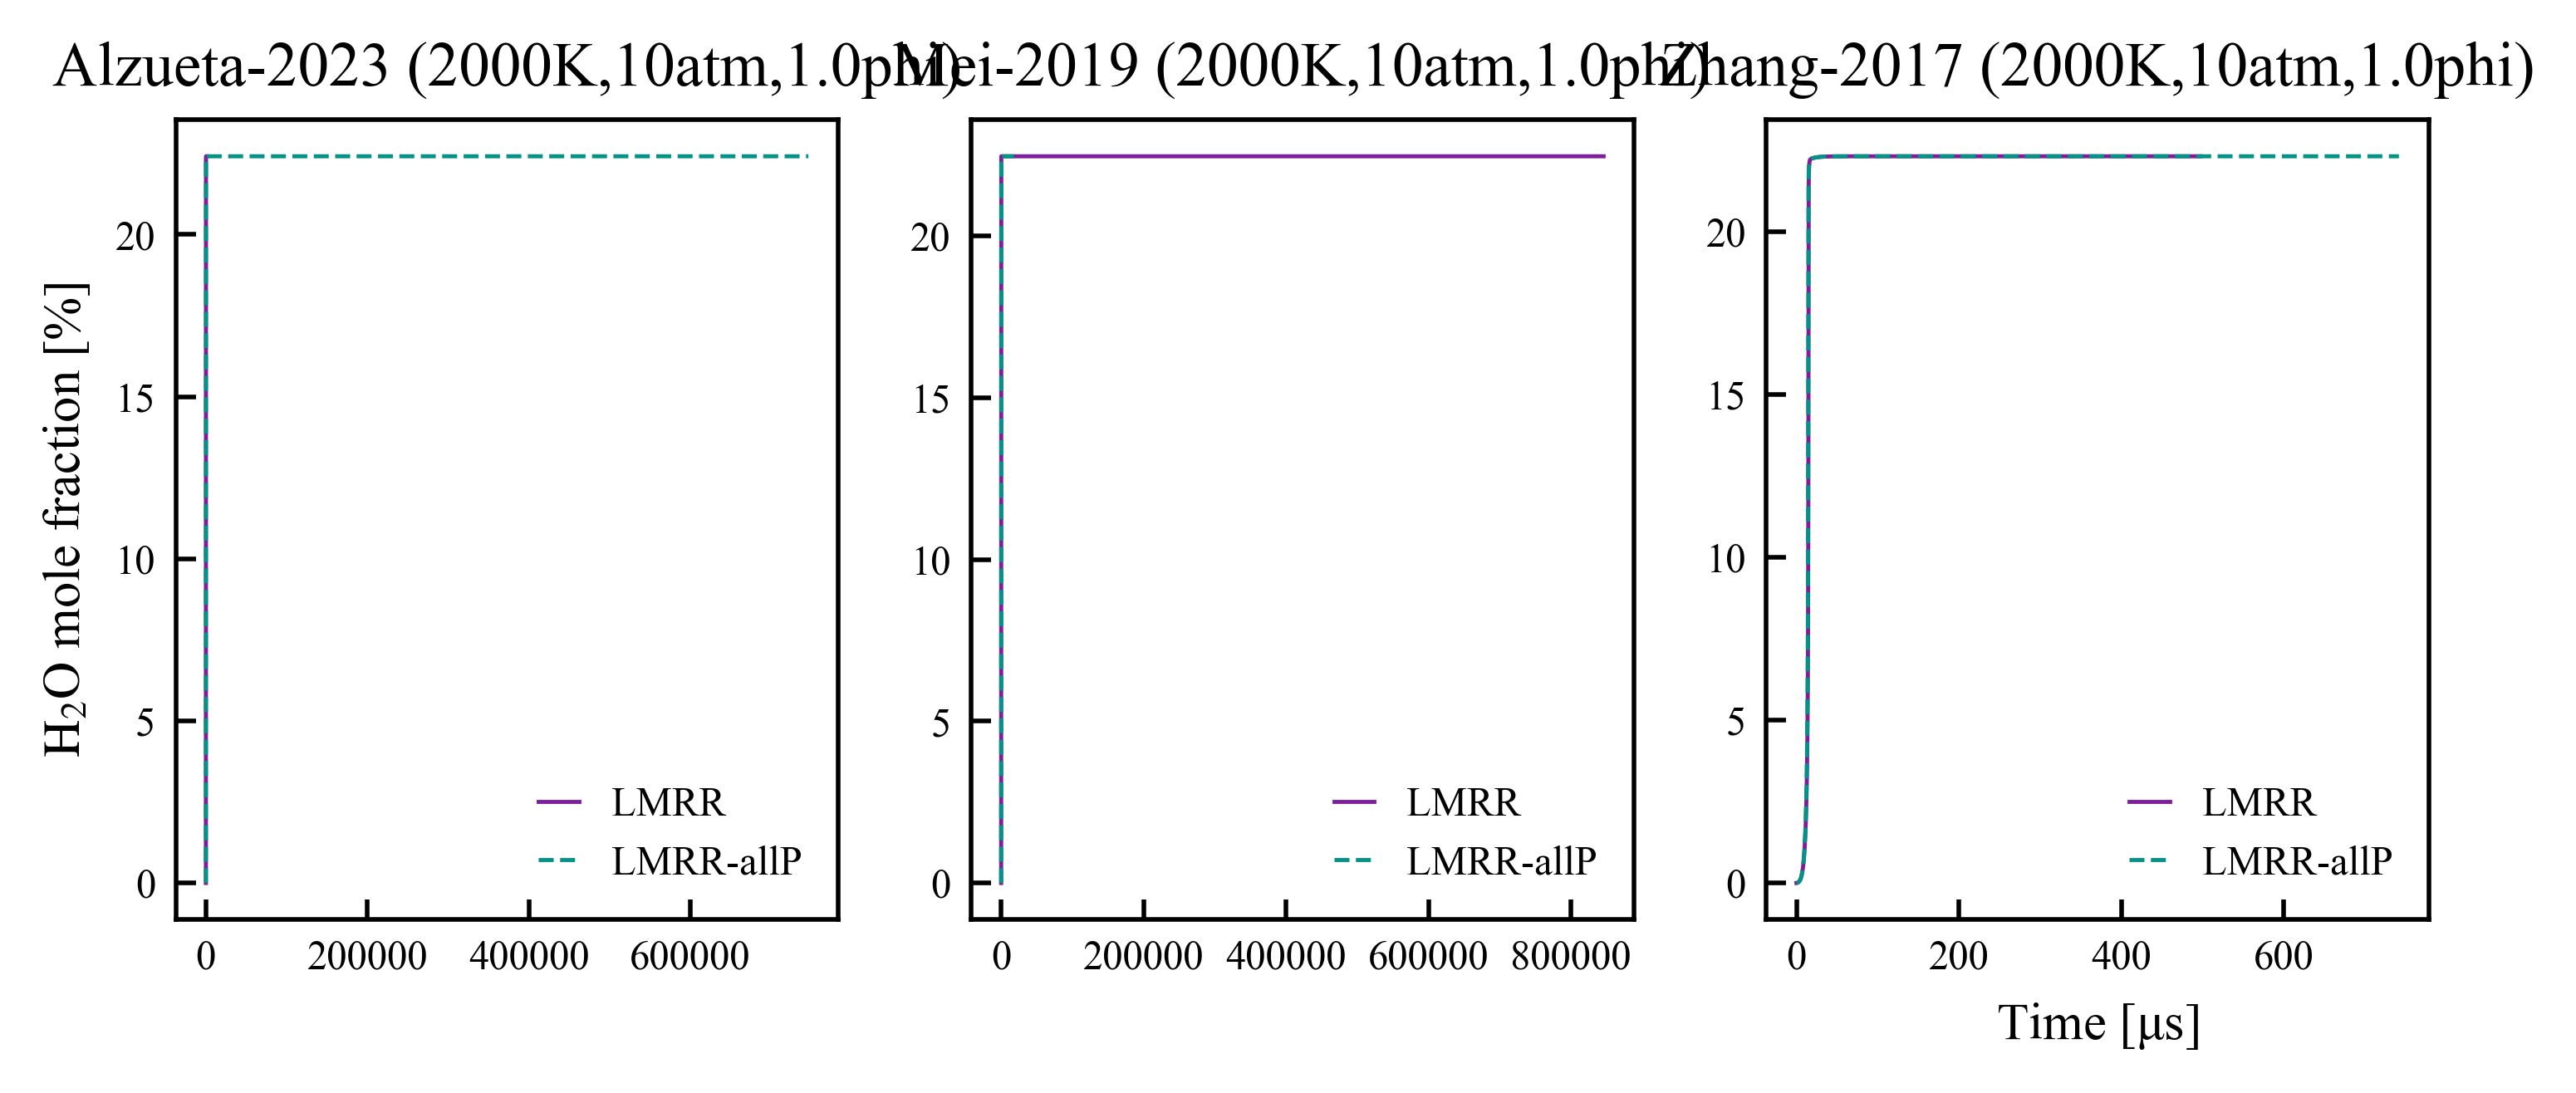 Alzueta-2023 (2000K,10atm,1.0phi)
Mei-2019 (2000K,10atm,1.0phi)
Zhang-2017 (2000K,10atm,1.0phi)
H₂O mole fraction [%]
20
15
10
5
0
0 200000 400000 600000
LMRR
LMRR-allP
20
15
10
5
0
0 200000 400000 600000 800000
LMRR
LMRR-allP
20
15
10
5
0
0 200 400 600
LMRR
LMRR-allP
Time [μs]